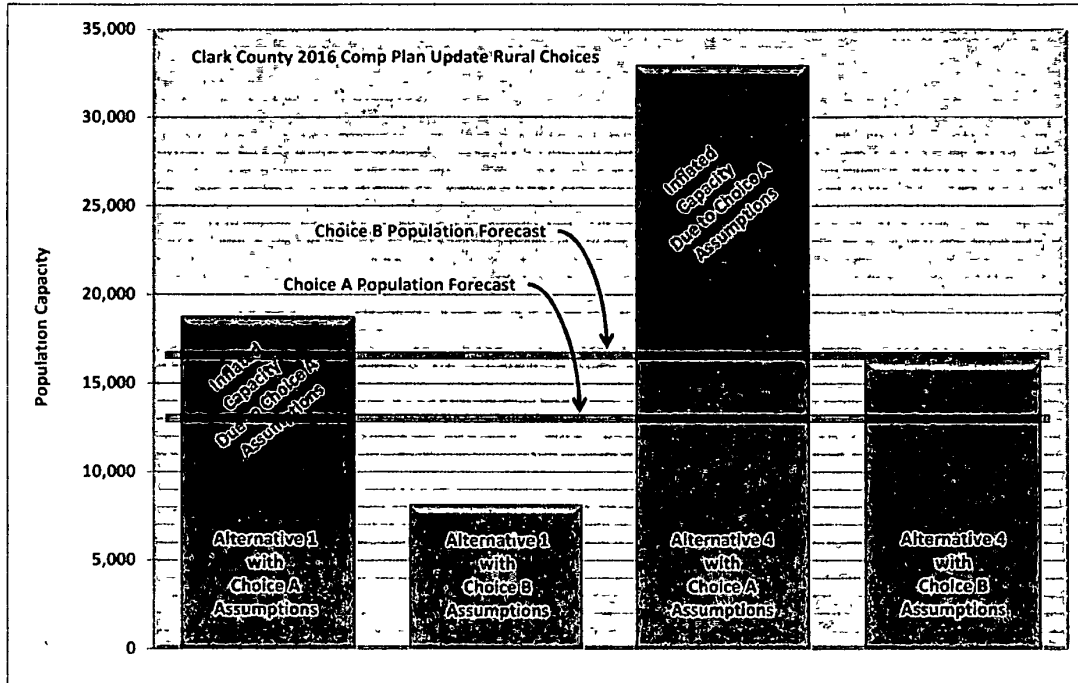 35,000
Clark County 2016 Comp Plan Update Rural Choices
30,000
25,000
20,000
15,000
10,000
5,000
0
Population Capacity
Choice B Population Forecast
Choice A Population Forecast
Inflated
Capacity
Due to Choice A
Assumptions
Inflated
Capacity
Due to Choice A
Assumptions
Alternative 1
with
Choice A
Assumptions
Alternative 1
with
Choice B
Assumptions
Alternative 4
with
Choice A
Assumptions
Alternative 4
with
Choice B
Assumptions